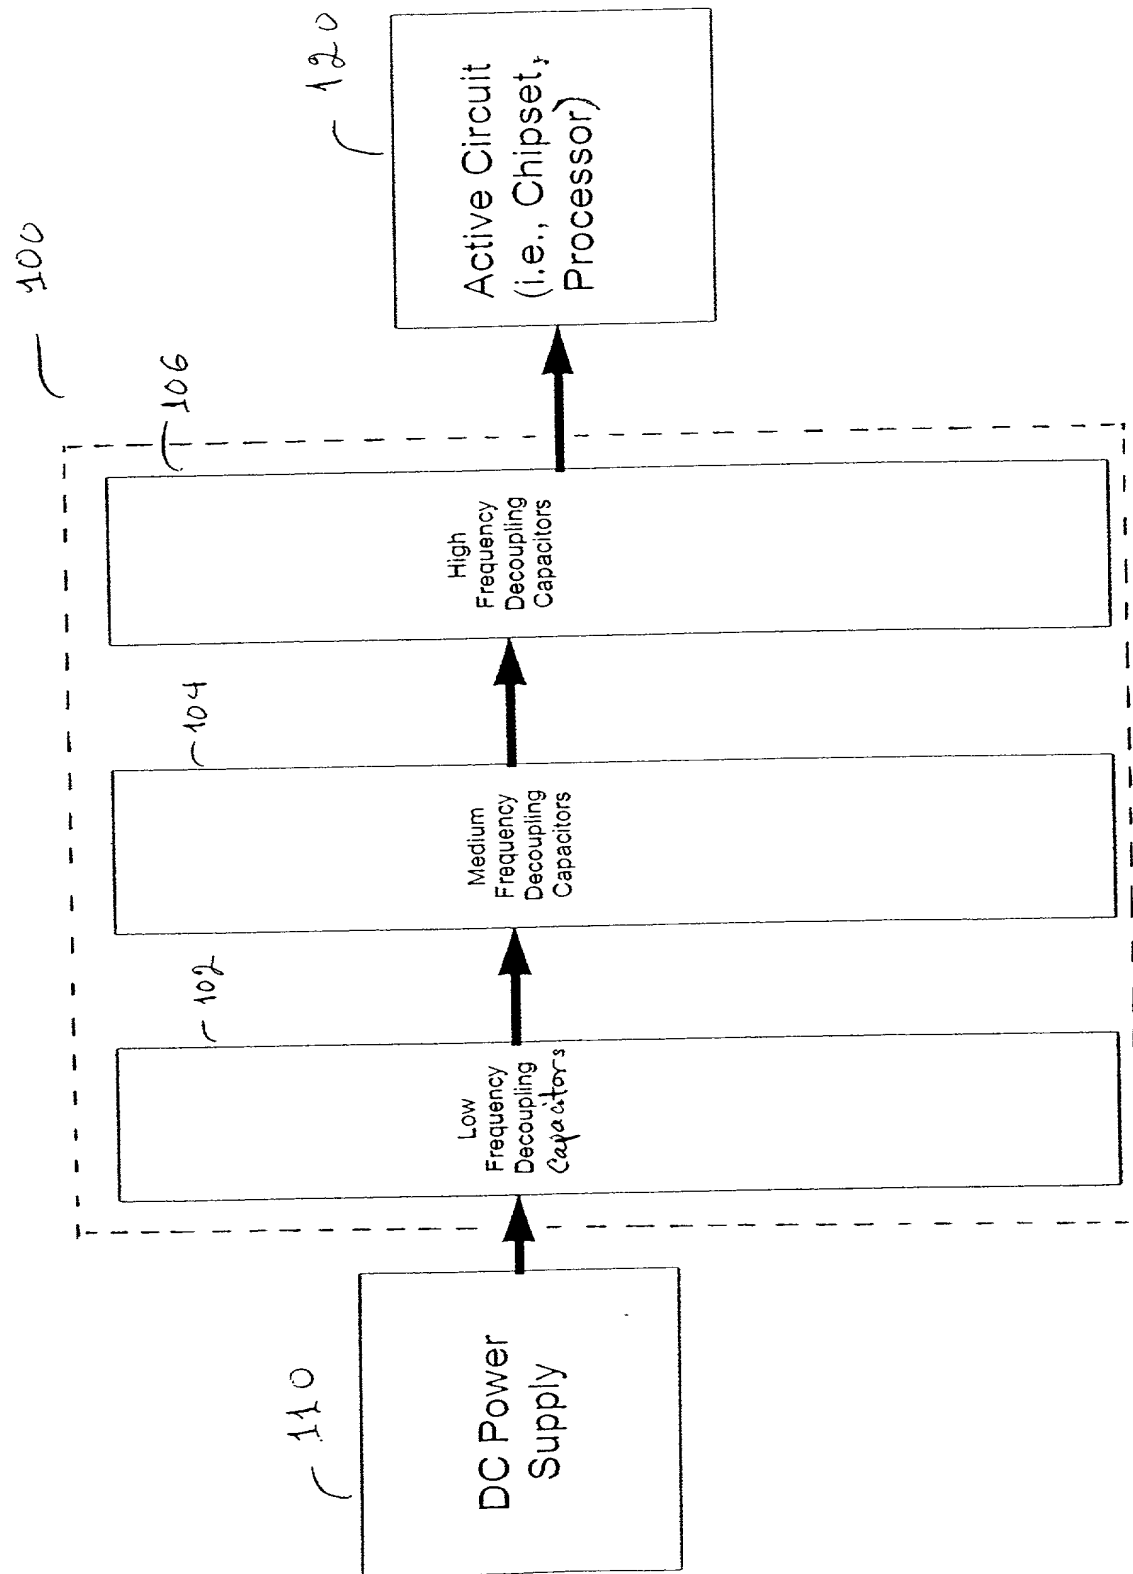 100
110
DC Power
Supply
102
Low
Frequency
Decoupling
Capacitors
104
Medium
Frequency
Decoupling
Capacitors
106
High
Frequency
Decoupling
Capacitors
120
Active Circuit
(i.e., Chipset,
Processor)